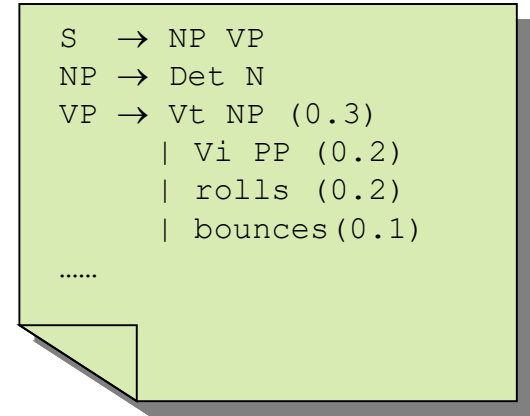 S → NP VP
NP → Det N
VP → Vt NP (0.3)
| Vi PP (0.2)
| rolls (0.2)
| bounces(0.1)
……